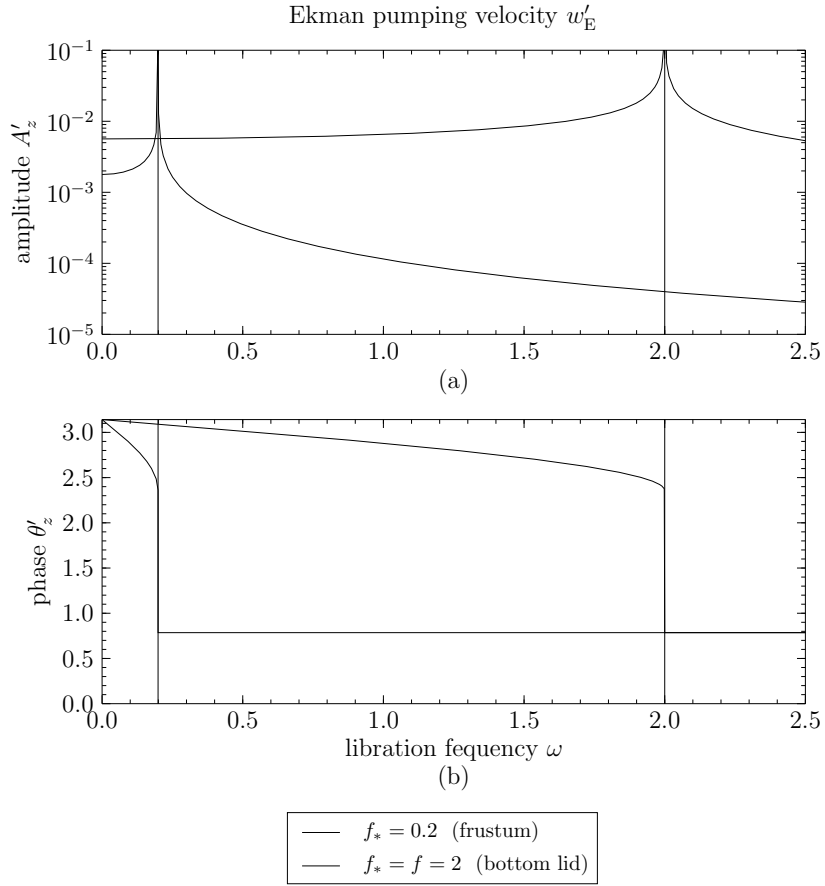 Ekman pumping velocity w′_E
amplitude A′_z
10^−1
10^−2
10^−3
10^−4
10^−5
0.0 0.5 1.0 1.5 2.0 2.5
(a)
phase θ′_z
3.0
2.5
2.0
1.5
1.0
0.5
0.0
0.0 0.5 1.0 1.5 2.0 2.5
libration fequency ω
(b)
f_* = 0.2 (frustum)
f_* = f = 2 (bottom lid)